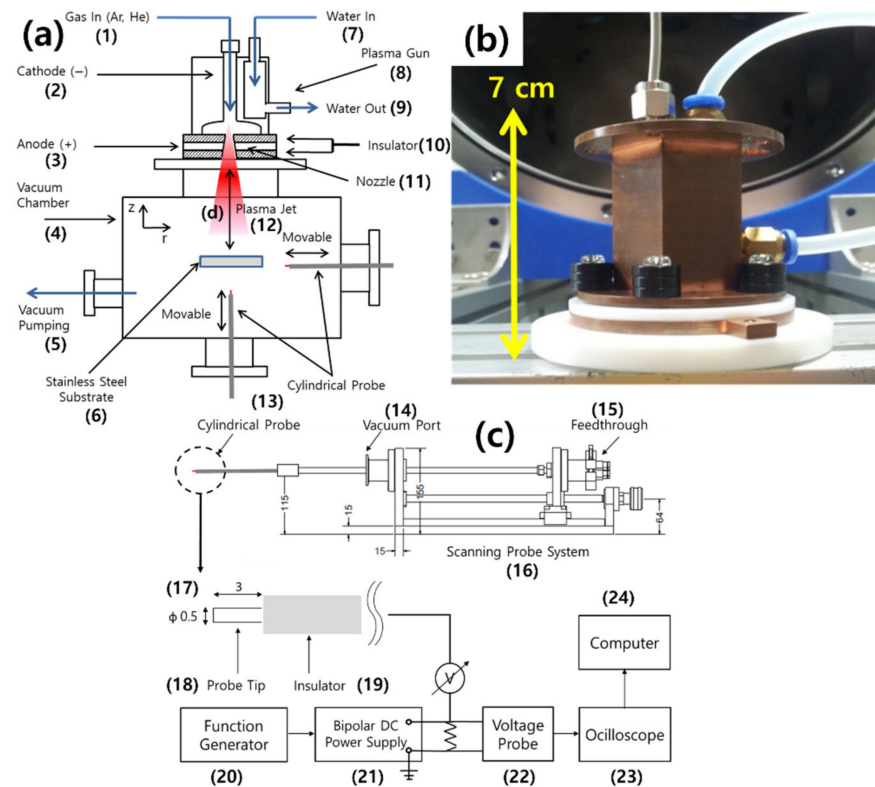 (a)
Gas In (Ar, He)
(1)
Water In
(7)
Cathode (−)
(2)
Plasma Gun
(8)
Water Out
(9)
Anode (+)
(3)
Insulator (10)
Nozzle (11)
Vacuum
Chamber
(4)
z
r
(d)
Plasma Jet
(12)
Movable
Vacuum
Pumping
(5)
Movable
Stainless Steel
Substrate
(6)
Cylindrical Probe
(13)
(b)
7 cm
(c)
Cylindrical Probe
(14)
Vacuum Port
(15)
Feedthrough
115
155
15
15
64
Scanning Probe System
(16)
(17)
3
ϕ 0.5
(18) Probe Tip
Insulator (19)
V
(24)
Computer
Function
Generator
(20)
Bipolar DC
Power Supply
(21)
Voltage
Probe
(22)
Ocilloscope
(23)